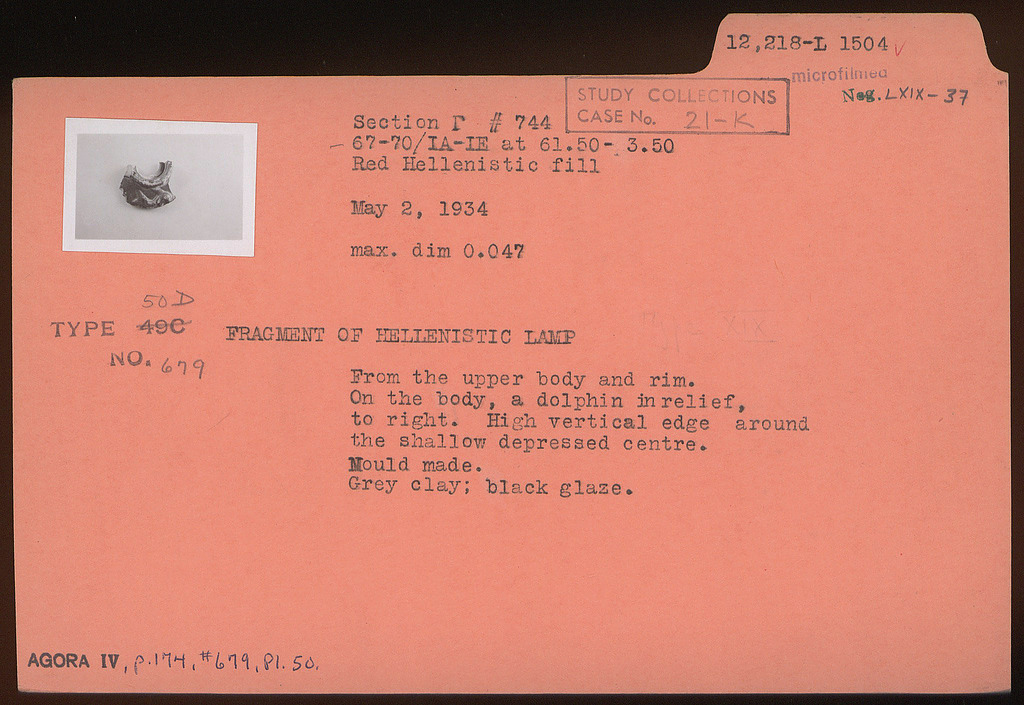 12,218-L 1504 ✓
microfilmed
Neg. LXIX-37
STUDY COLLECTIONS
CASE No. 21-K
Section Γ # 744
- 67-70/ΙΑ-ΙΕ at 61.50- 3.50
Red Hellenistic fill
May 2, 1934
max. dim 0.047
50D
TYPE 49C
NO. 679
FRAGMENT OF HELLENISTIC LAMP
From the upper body and rim.
On the body, a dolphin in relief,
to right. High vertical edge around
the shallow depressed centre.
Mould made.
Grey clay; black glaze.
AGORA IV, p.174, #679, Pl. 50.